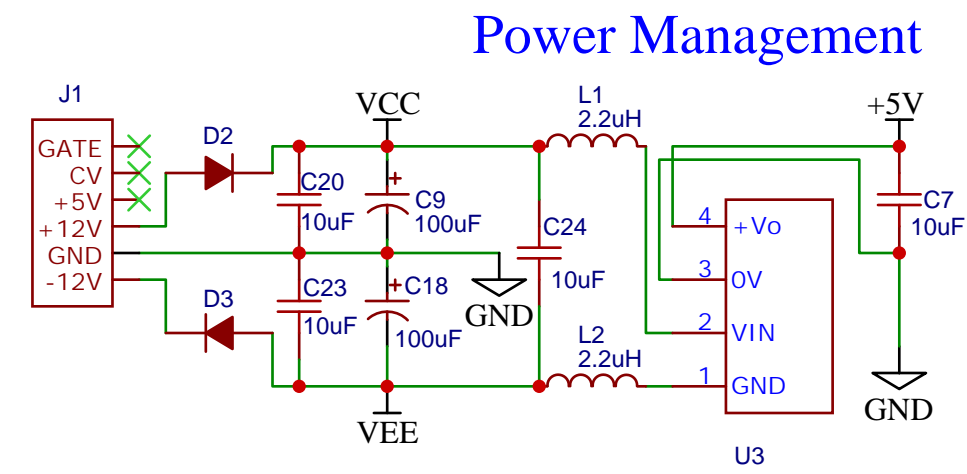 Power Management
J1
GATE
CV
+5V
+12V
GND
-12V
D2
D3
VCC
C20
10uF
+
C9
100uF
C23
10uF
+
C18
100uF
GND
VEE
C24
10uF
L1
2.2uH
L2
2.2uH
4
+Vo
3
0V
2
VIN
1
GND
U3
+5V
C7
10uF
GND